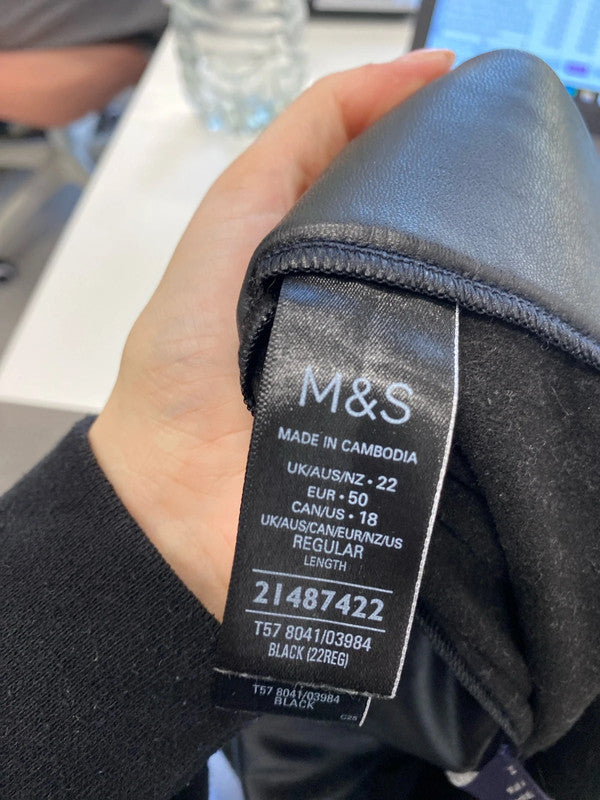 M&S
MADE IN CAMBODIA
UK/AUS/NZ • 22
EUR • 50
CAN/US • 18
UK/AUS/CAN/EUR/NZ/US
REGULAR
LENGTH
21487422
T57 8041/03984
BLACK (22REG)
T57 8041/03984
BLACK
C25